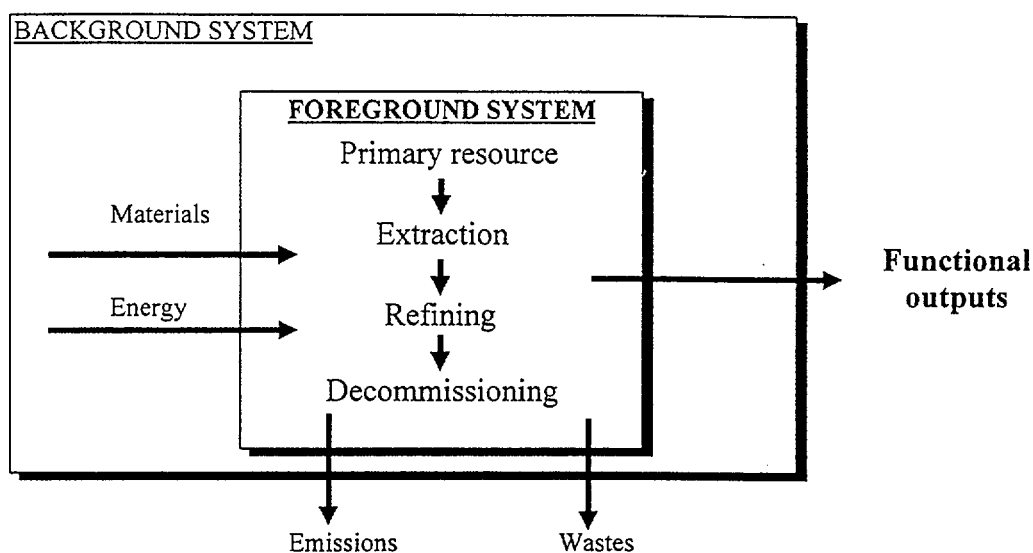 BACKGROUND SYSTEM
FOREGROUND SYSTEM
Primary resource
Materials
Extraction
Energy
Refining
Decommissioning
Functional
outputs
Emissions
Wastes